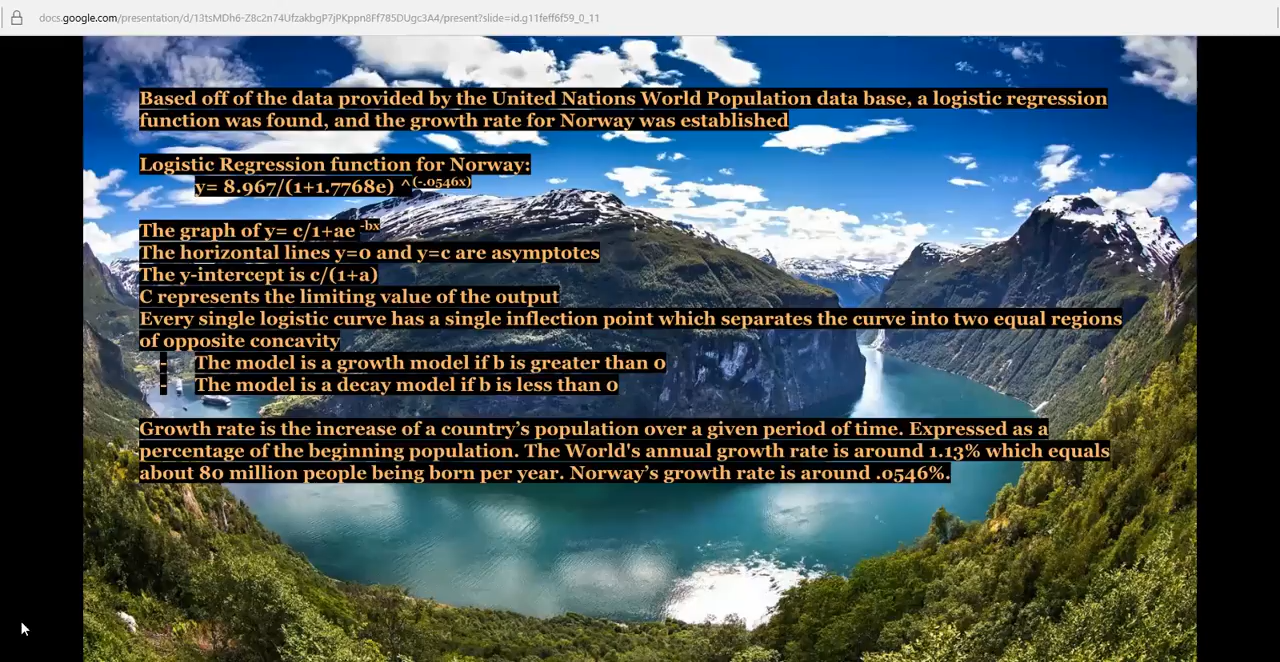 docs.google.com/presentation/d/13tsMDh6-Z8c2n74UfzakbgP7jPKppn8Ff785DUgc3A4/present?slide=id.g11feff6f59_0_11
Based off of the data provided by the United Nations World Population data base, a logistic regression
function was found, and the growth rate for Norway was established
Logistic Regression function for Norway:
y= 8.967/(1+1.7768e) ^(-.0546x)
The graph of y= c/1+ae -bx
The horizontal lines y=0 and y=c are asymptotes
The y-intercept is c/(1+a)
C represents the limiting value of the output
Every single logistic curve has a single inflection point which separates the curve into two equal regions
of opposite concavity
- The model is a growth model if b is greater than 0
- The model is a decay model if b is less than 0
Growth rate is the increase of a country’s population over a given period of time. Expressed as a
percentage of the beginning population. The World's annual growth rate is around 1.13% which equals
about 80 million people being born per year. Norway’s growth rate is around .0546%.